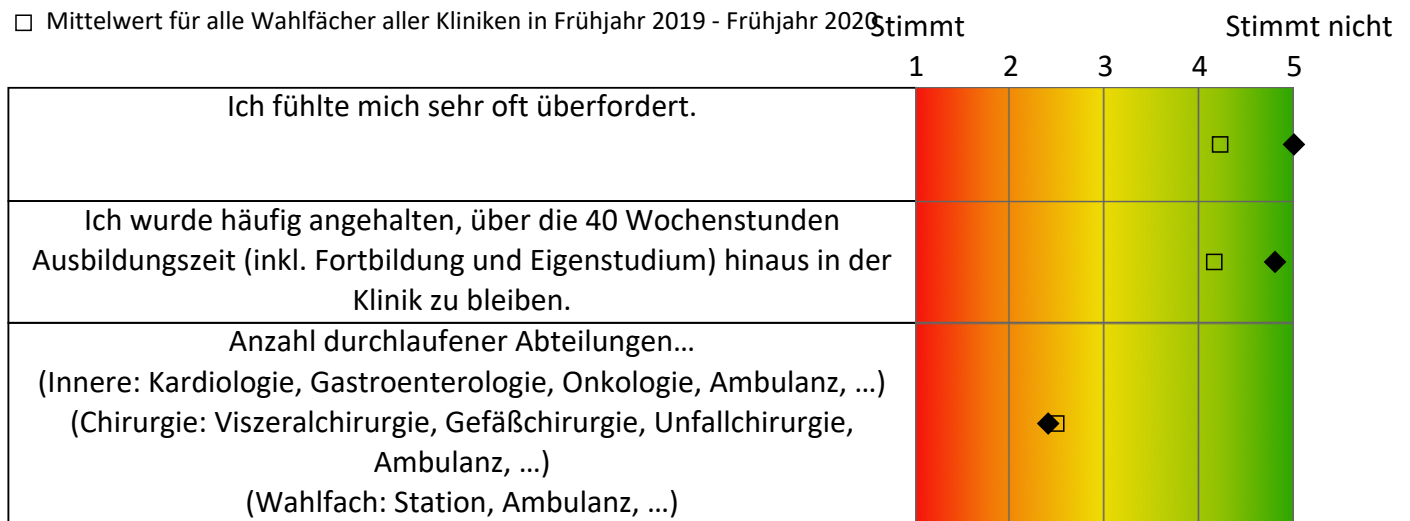 □ Mittelwert für alle Wahlfächer aller Kliniken in Frühjahr 2019 - Frühjahr 2020
Stimmt Stimmt nicht
1 2 3 4 5
Ich fühlte mich sehr oft überfordert.
Ich wurde häufig angehalten, über die 40 Wochenstunden
Ausbildungszeit (inkl. Fortbildung und Eigenstudium) hinaus in der
Klinik zu bleiben.
Anzahl durchlaufener Abteilungen…
(Innere: Kardiologie, Gastroenterologie, Onkologie, Ambulanz, …)
(Chirurgie: Viszeralchirurgie, Gefäßchirurgie, Unfallchirurgie,
Ambulanz, …)
(Wahlfach: Station, Ambulanz, …)